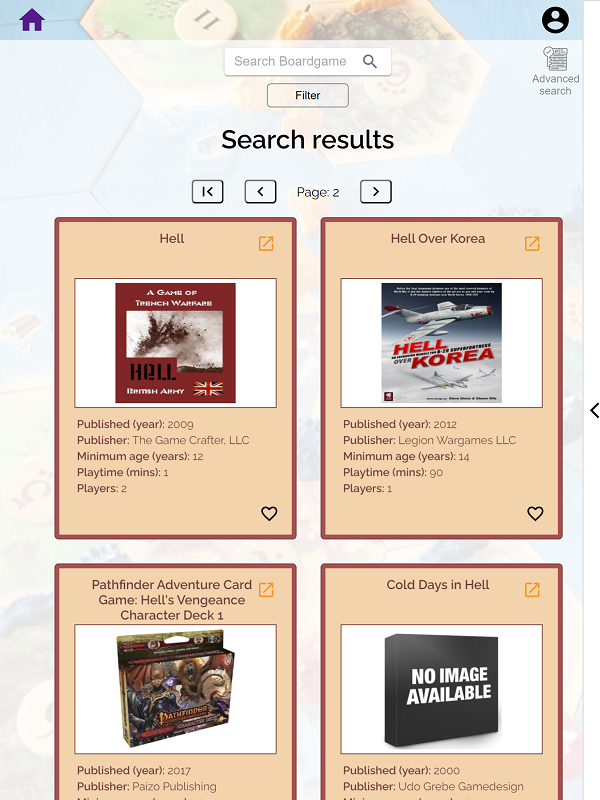 Search Boardgame
Advanced
search
Filter
Search results
Page: 2
Hell
A GAME OF
TRENCH WARFARE
HELL
BRITISH ARMY
Published (year): 2009
Publisher: The Game Crafter, LLC
Minimum age (years): 12
Playtime (mins): 1
Players: 2
Hell Over Korea
HELL
OVER KOREA
Published (year): 2012
Publisher: Legion Wargames LLC
Minimum age (years): 14
Playtime (mins): 90
Players: 1
Pathfinder Adventure Card
Game: Hell's Vengeance
Character Deck 1
PATHFINDER
CHARACTER DECK
Published (year): 2017
Publisher: Paizo Publishing
Cold Days in Hell
NO IMAGE
AVAILABLE
Published (year): 2000
Publisher: Udo Grebe Gamedesign